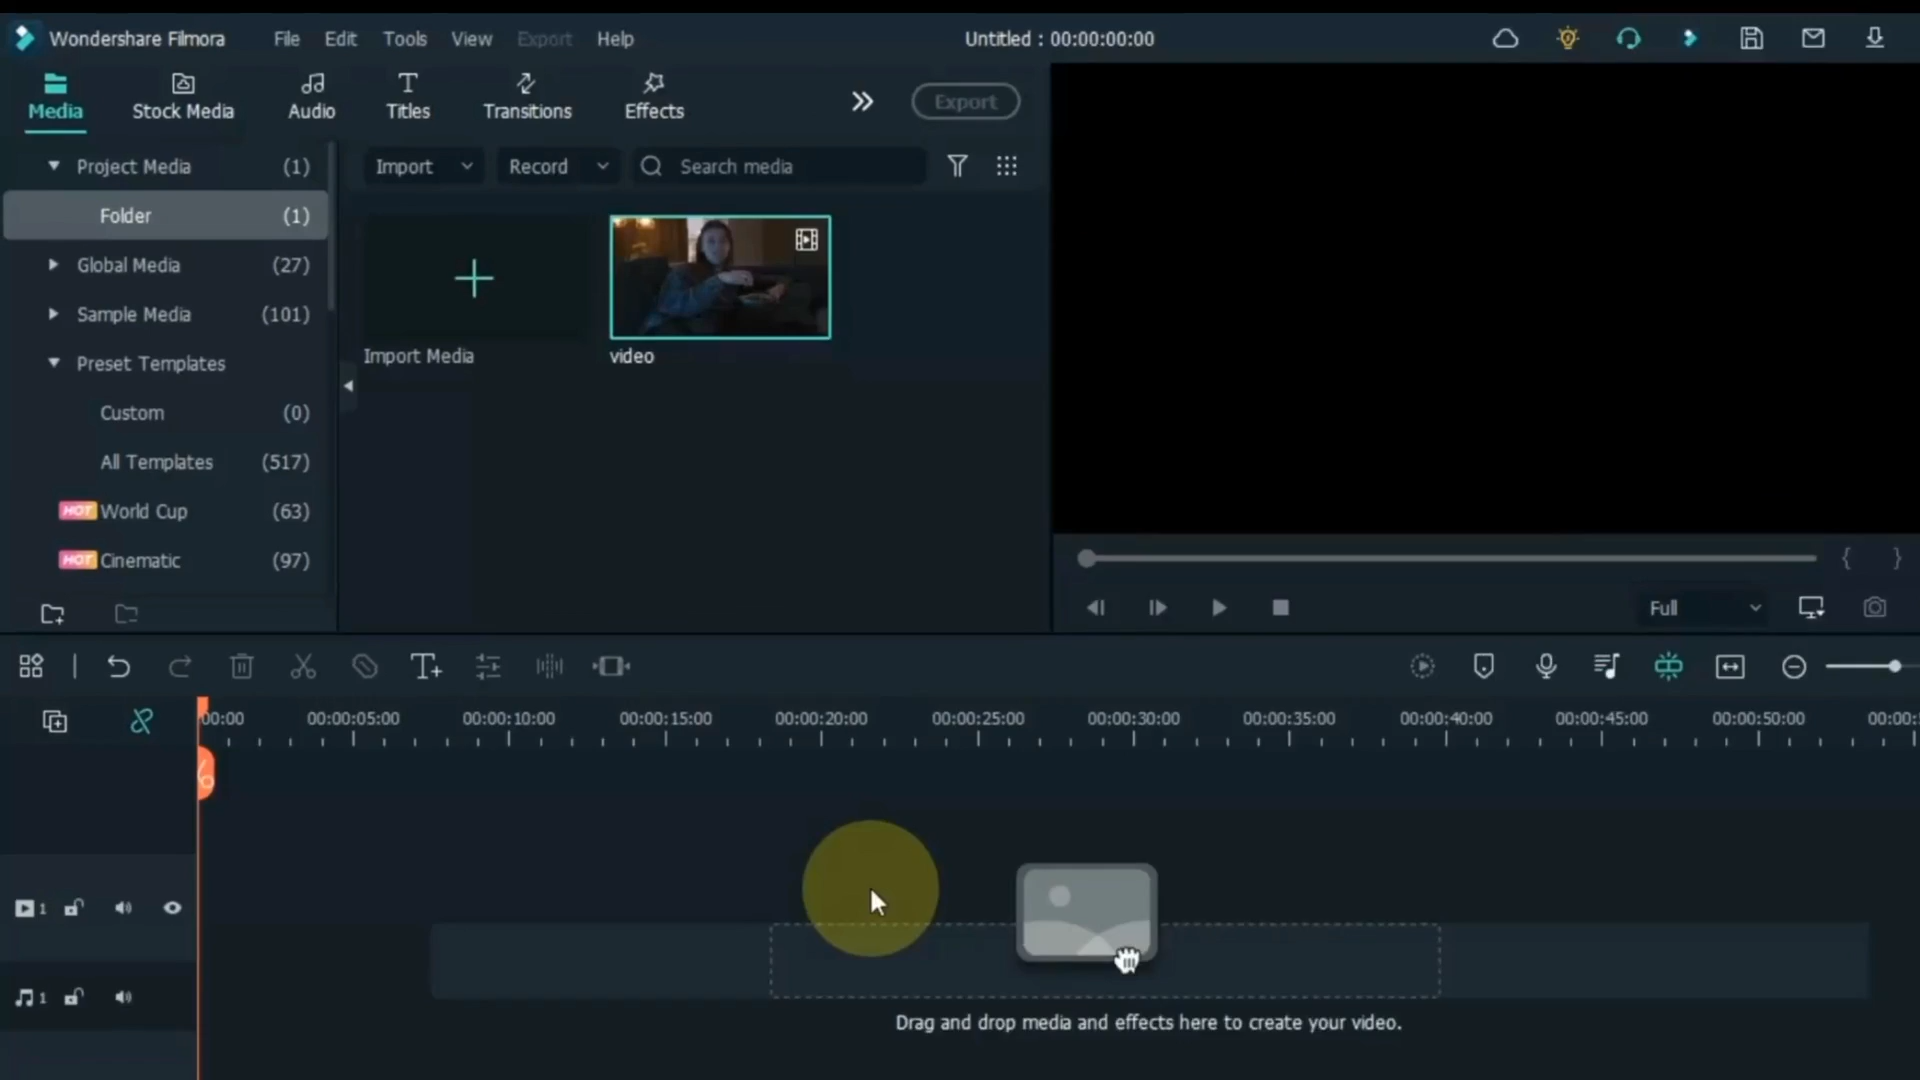 Wondershare Filmora File Edit Tools View Export Help Untitled : 00:00:00:00
Media Stock Media Audio Titles Transitions Effects Export
Project Media (1)
Folder (1)
Global Media (27)
Sample Media (101)
Preset Templates
Custom (0)
All Templates (517)
HOT World Cup (63)
HOT Cinematic (97)
Import Record Search media
Import Media video
{ }
Full
00:00 00:00:05:00 00:00:10:00 00:00:15:00 00:00:20:00 00:00:25:00 00:00:30:00 00:00:35:00 00:00:40:00 00:00:45:00 00:00:50:00 00:00:
1
1
Drag and drop media and effects here to create your video.